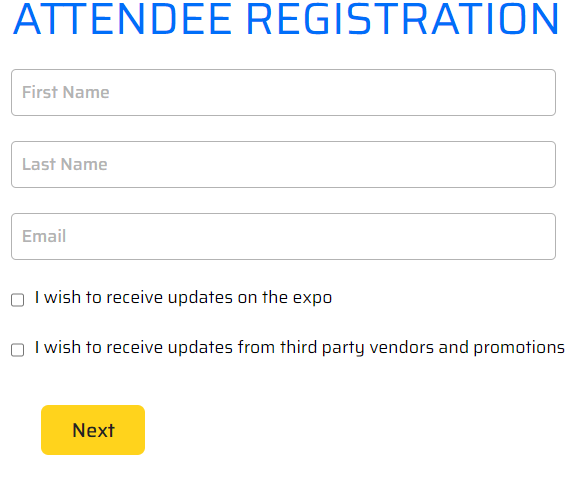 ATTENDEE REGISTRATION
First Name
Last Name
Email
I wish to receive updates on the expo
I wish to receive updates from third party vendors and promotions
Next